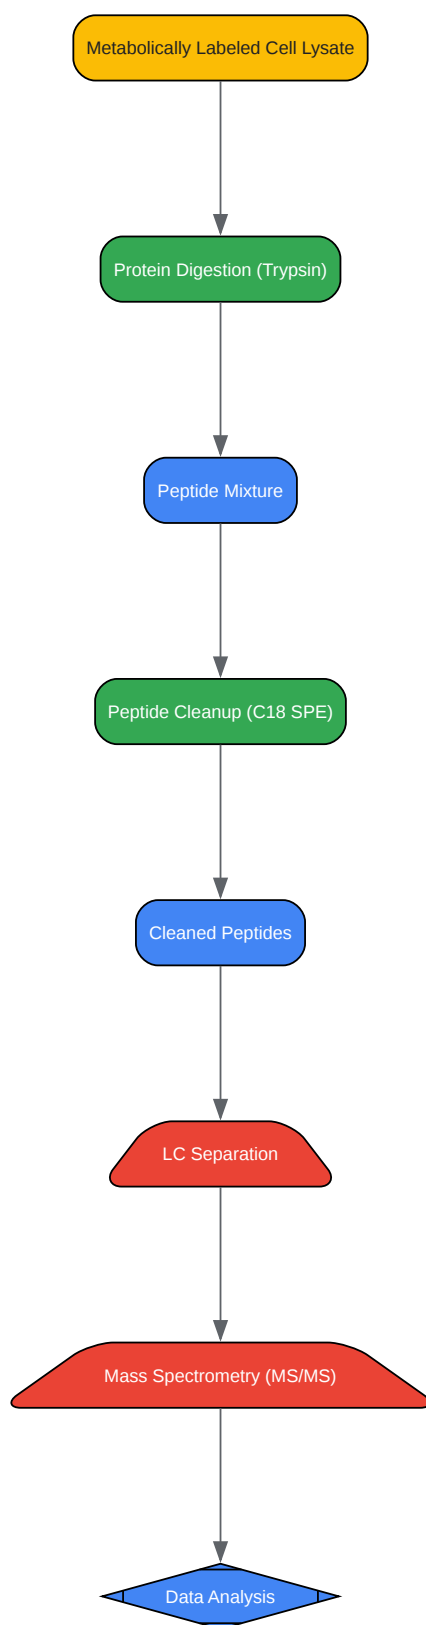 Metabolically Labeled Cell Lysate
Protein Digestion (Trypsin)
Peptide Mixture
Peptide Cleanup (C18 SPE)
Cleaned Peptides
LC Separation
Mass Spectrometry (MS/MS)
Data Analysis